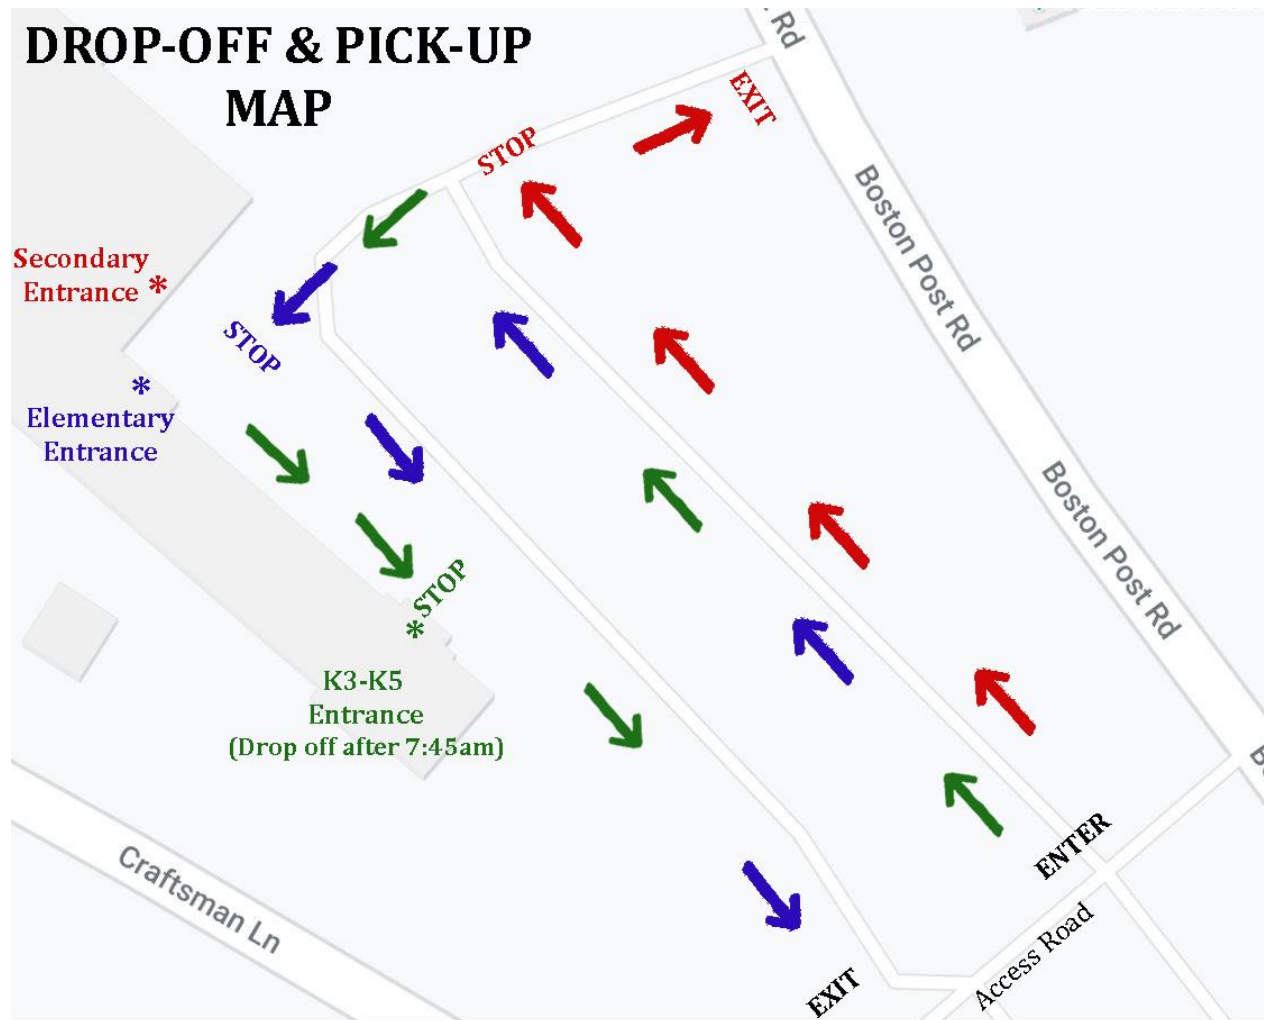 DROP-OFF & PICK-UP
MAP
Rd
EXIT
STOP
Boston Post Rd
Secondary
Entrance *
STOP
*
Elementary
Entrance
Boston Post Rd
STOP
*
K3-K5
Entrance
(Drop off after 7:45am)
ENTER
Craftsman Ln
Access Road
EXIT